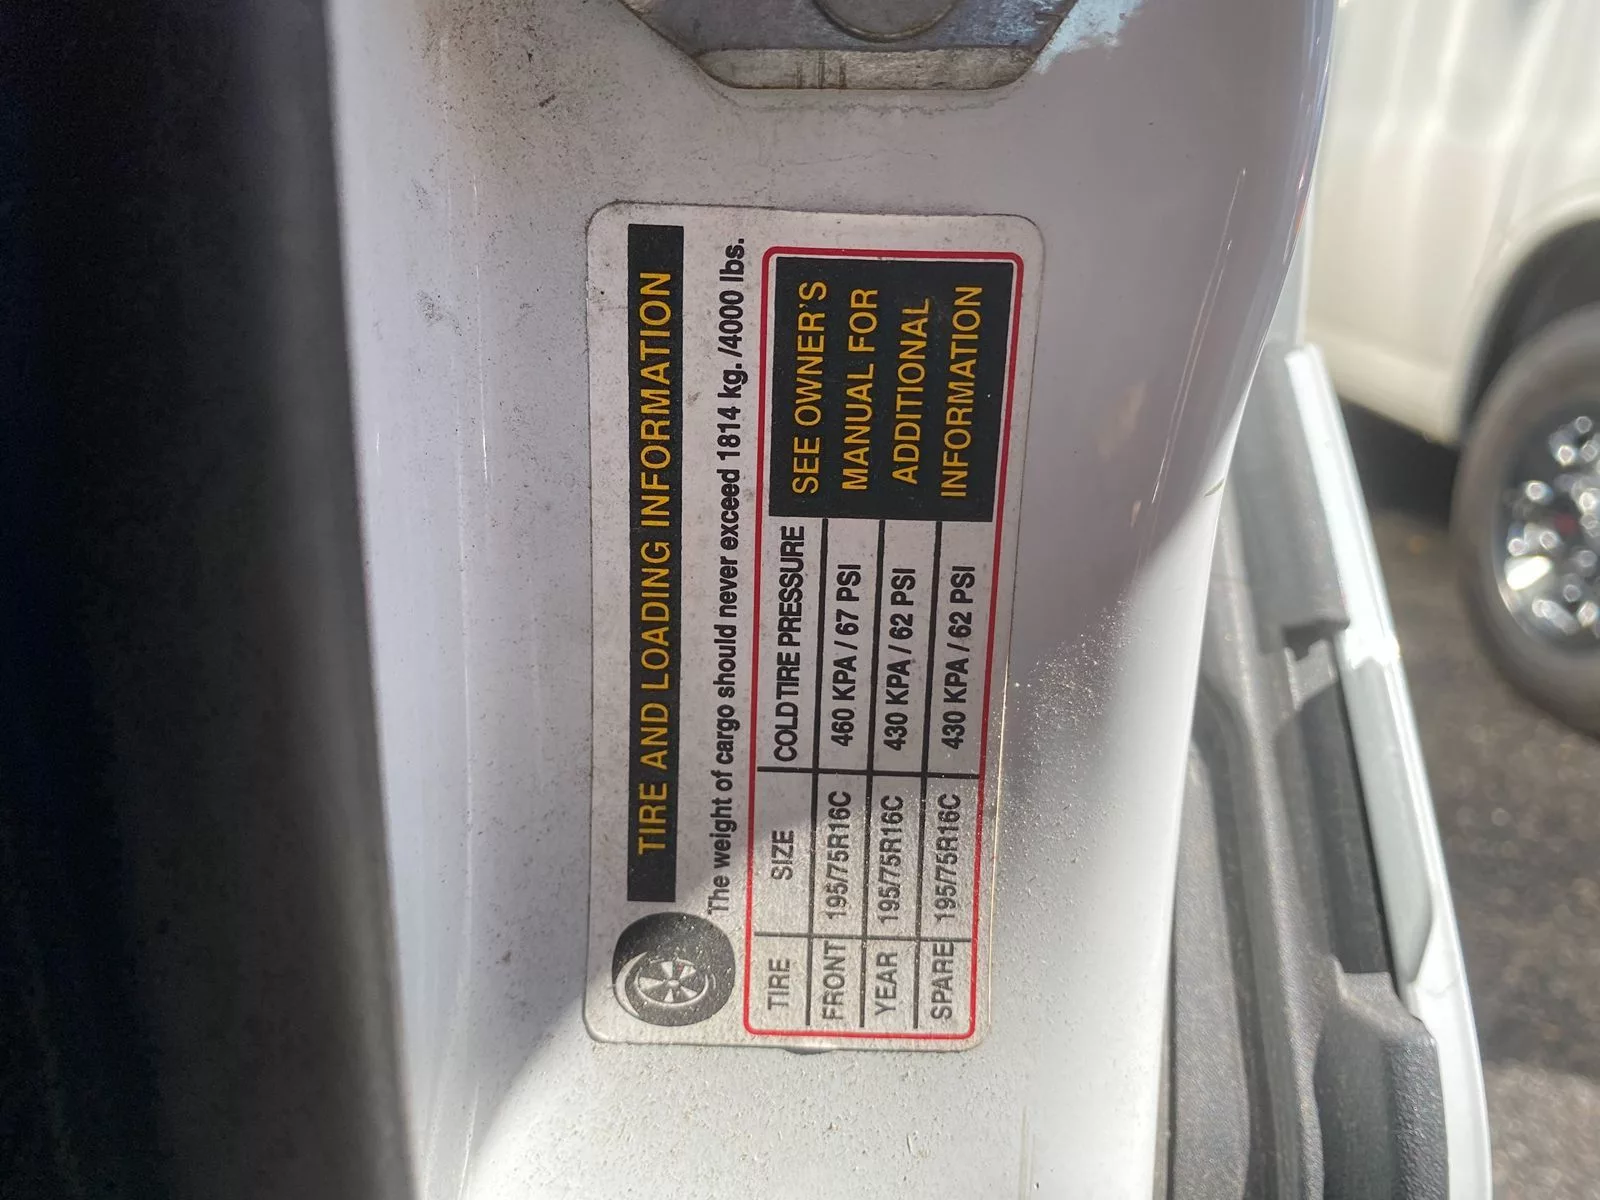 TIRE AND LOADING INFORMATION
The weight of cargo should never exceed 1814 kg. /4000 lbs.
TIRE SIZE COLD TIRE PRESSURE
FRONT 195/75R16C 460 KPA / 67 PSI
YEAR 195/75R16C 430 KPA / 62 PSI
SPARE 195/75R16C 430 KPA / 62 PSI
SEE OWNER'S
MANUAL FOR
ADDITIONAL
INFORMATION